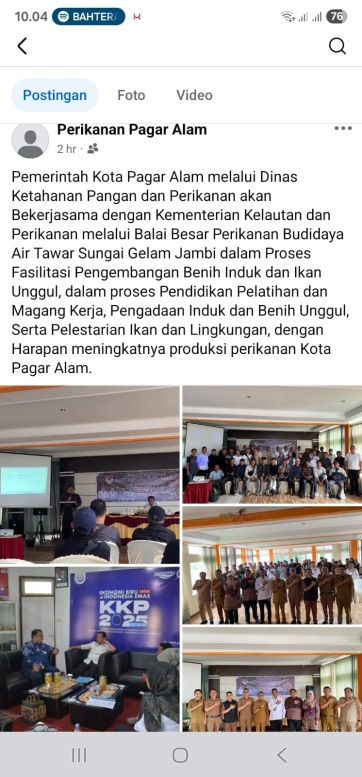 10.04 BAHTER
76
Postingan Foto Video
Perikanan Pagar Alam
2 hr
Pemerintah Kota Pagar Alam melalui Dinas
Ketahanan Pangan dan Perikanan akan
Bekerjasama dengan Kementerian Kelautan dan
Perikanan melalui Balai Besar Perikanan Budidaya
Air Tawar Sungai Gelam Jambi dalam Proses
Fasilitasi Pengembangan Benih Induk dan Ikan
Unggul, dalam proses Pendidikan Pelatihan dan
Magang Kerja, Pengadaan Induk dan Benih Unggul,
Serta Pelestarian Ikan dan Lingkungan, dengan
Harapan meningkatnya produksi perikanan Kota
Pagar Alam.
EKONOMI BIRU
INDONESIA EMAS
KKP
2025